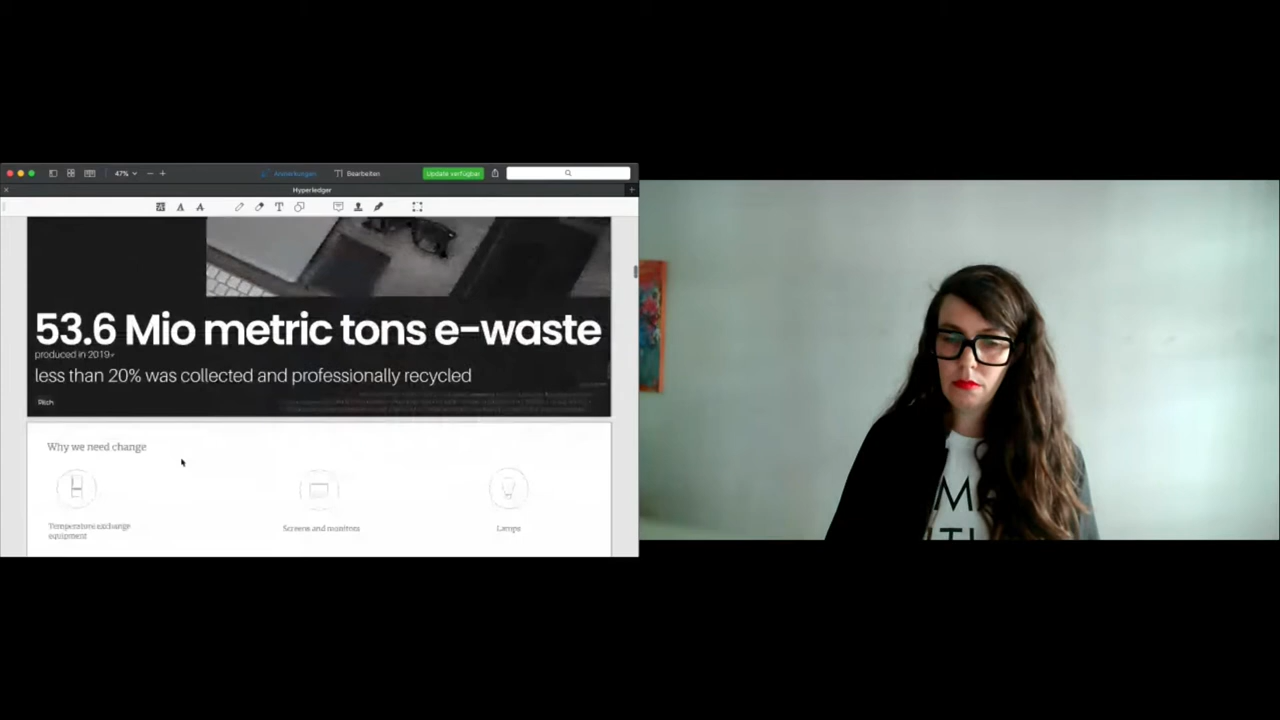 47%
Anmerkungen
Bearbeiten
Update verfügbar
Hyperledger
53.6 Mio metric tons e-waste
produced in 2019
less than 20% was collected and professionally recycled
Pitch
Why we need change
Temperature exchange
equipment
Screens and monitors
Lamps